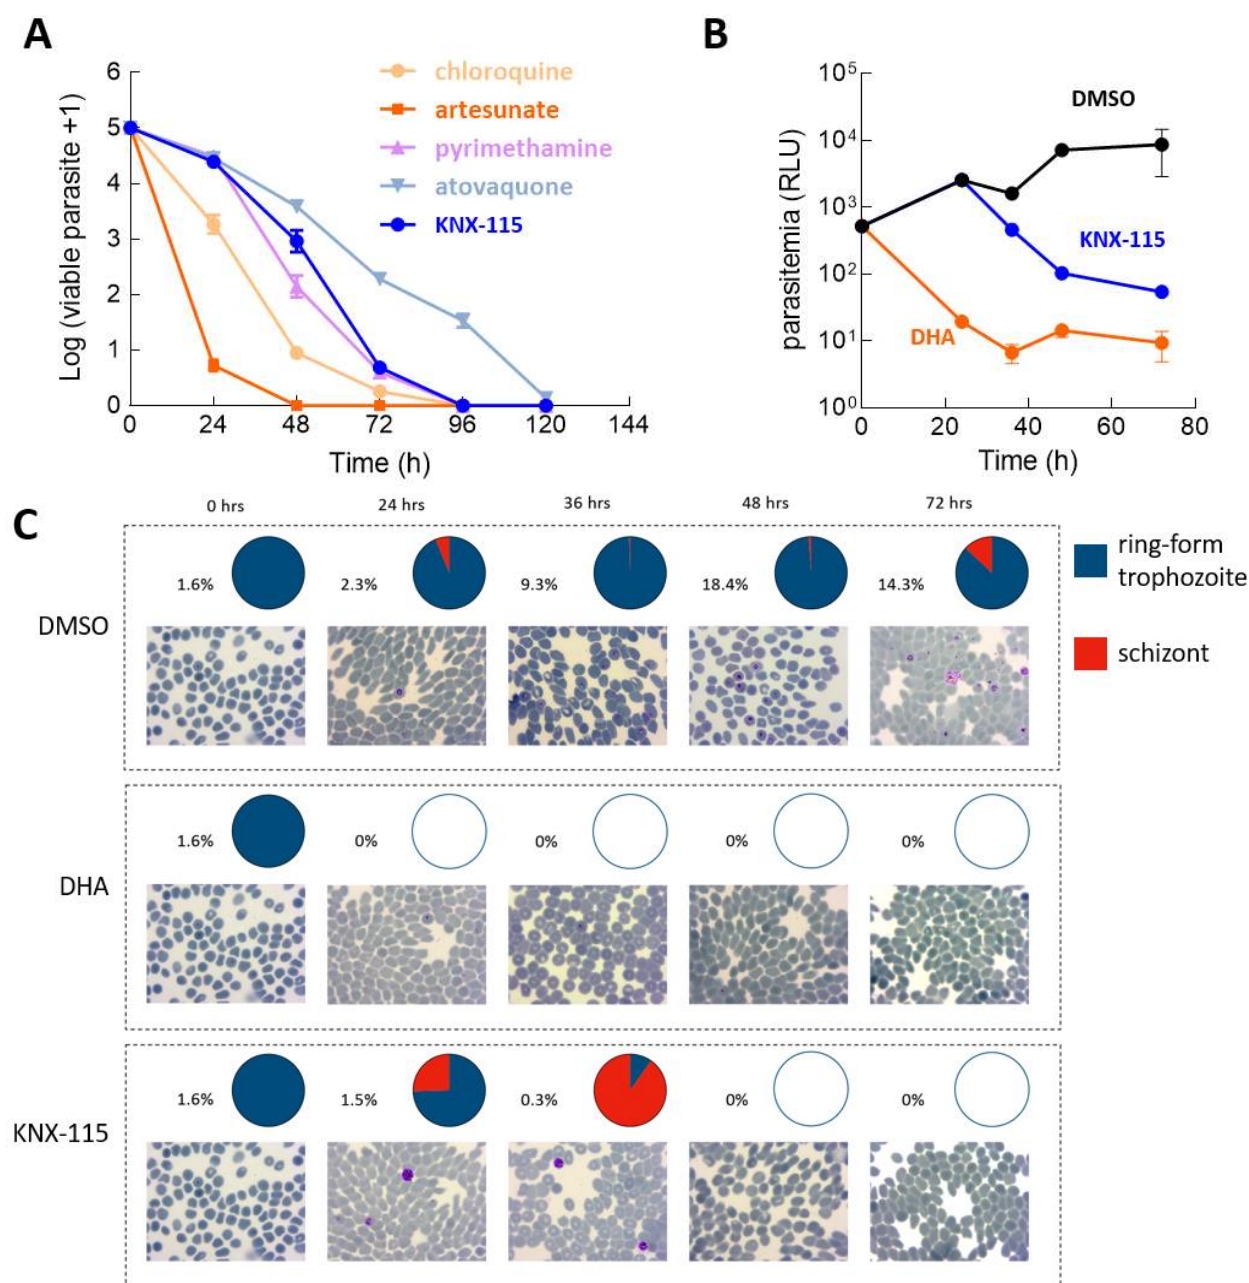 A
Log (viable parasite +1)
6
5
4
3
2
1
0
0 24 48 72 96 120 144
Time (h)
chloroquine
artesunate
pyrimethamine
atovaquone
KNX-115
B
parasitemia (RLU)
10⁵
10⁴
10³
10²
10¹
10⁰
0 20 40 60 80
Time (h)
DMSO
KNX-115
DHA
C
0 hrs 24 hrs 36 hrs 48 hrs 72 hrs
ring-form
trophozoite
schizont
DMSO
1.6% 2.3% 9.3% 18.4% 14.3%
DHA
1.6% 0% 0% 0% 0%
KNX-115
1.6% 1.5% 0.3% 0% 0%